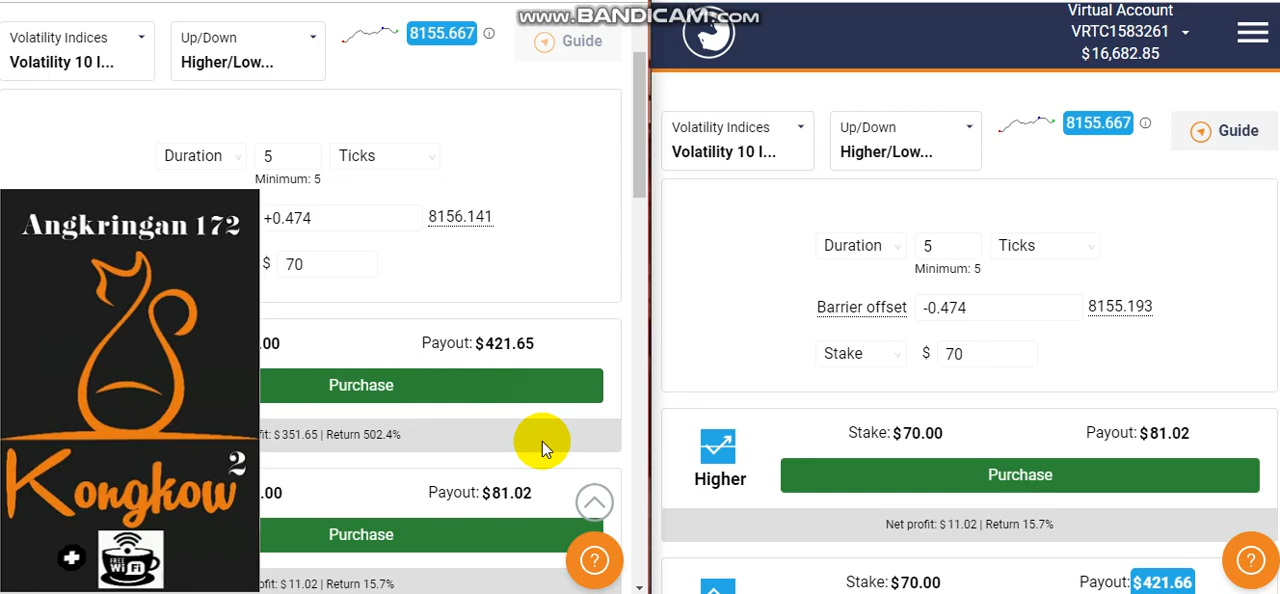 www.BANDICAM.com
Volatility Indices
Volatility 10 I...
Up/Down
Higher/Low...
8155.667
Guide
Duration
5
Ticks
Minimum: 5
+0.474
8156.141
$
70
.00
Payout: $421.65
Purchase
fit: $351.65 | Return 502.4%
.00
Payout: $81.02
Purchase
ofit: $11.02 | Return 15.7%
?
Angkringan 172
Kongkow 2
FREE
WiFi
Virtual Account
VRTC1583261
$16,682.85
Volatility Indices
Volatility 10 I...
Up/Down
Higher/Low...
8155.667
Guide
Duration
5
Ticks
Minimum: 5
Barrier offset
-0.474
8155.193
Stake
$
70
Higher
Stake: $70.00
Payout: $81.02
Purchase
Net profit: $11.02 | Return 15.7%
Stake: $70.00
Payout: $421.66
?